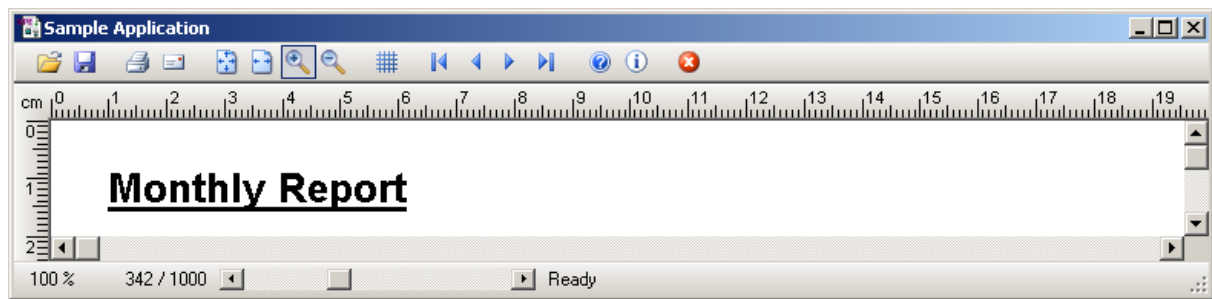 Sample Application
cm 0 1 2 3 4 5 6 7 8 9 10 11 12 13 14 15 16 17 18 19
0
Monthly Report
1
2
100 % 342 / 1000 Ready